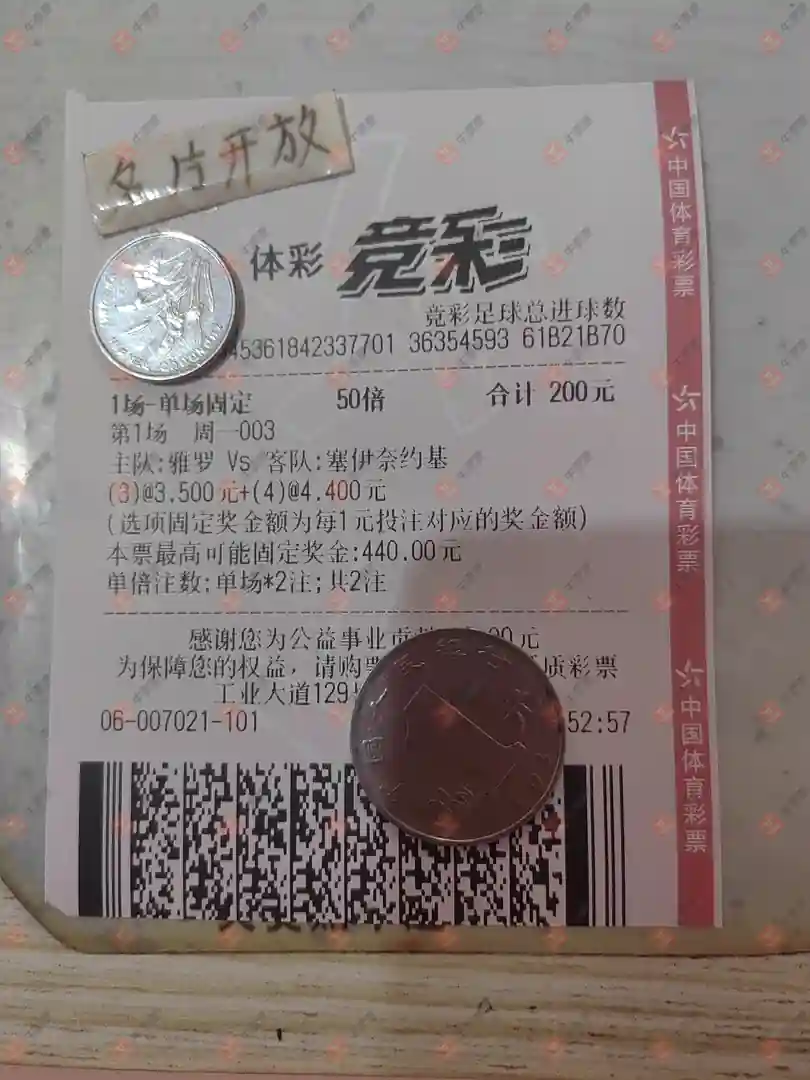 名片开放
体彩 竞彩
竞彩足球总进球数
45361842337701 36354593 61B21B70
1场-单场固定 50倍 合计 200元
第1场 周一003
主队:雅罗 Vs 客队:塞伊奈约基
(3)@3.500元+(4)@4.400元
(选项固定奖金额为每1元投注对应的奖金额)
本票最高可能固定奖金:440.00元
单倍注数:单场*2注;共2注
感谢您为公益事业贡 00元
为保障您的权益，请购 质彩票
工业大道129
06-007021-101 52:57
中国体育彩票
中国体育彩票
中国体育彩票